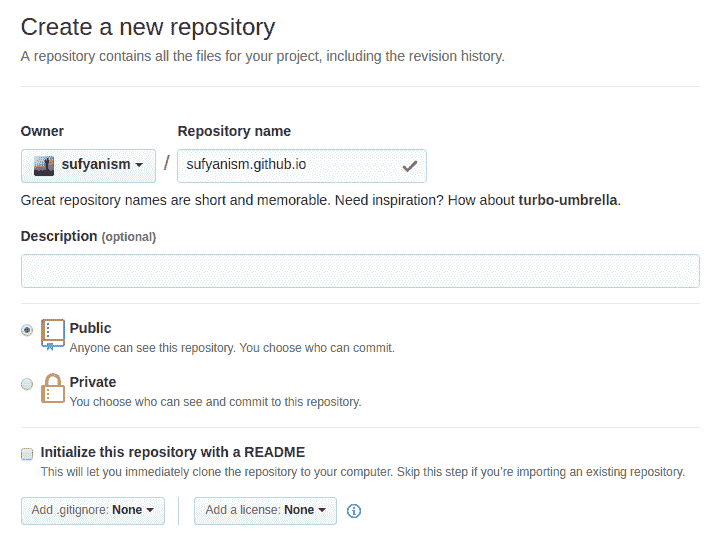 Create a new repository
A repository contains all the files for your project, including the revision history.
Owner
Repository name
sufyanism / sufyanism.github.io
Great repository names are short and memorable. Need inspiration? How about turbo-umbrella.
Description (optional)
Public
Anyone can see this repository. You choose who can commit.
Private
You choose who can see and commit to this repository.
Initialize this repository with a README
This will let you immediately clone the repository to your computer. Skip this step if you’re importing an existing repository.
Add .gitignore: None
Add a license: None